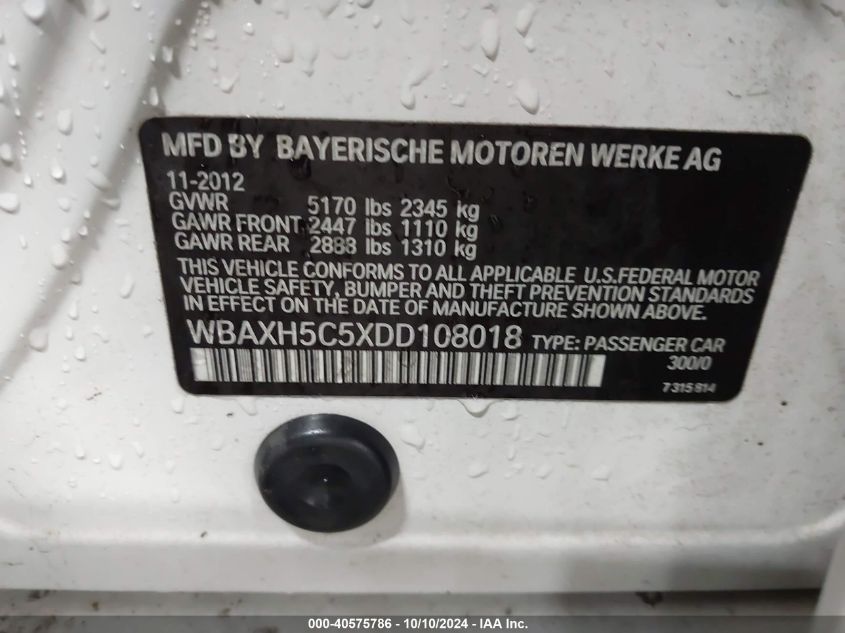 MFD BY BAYERISCHE MOTOREN WERKE AG
11-2012
GVWR 5170 lbs 2345 kg
GAWR FRONT 2447 lbs 1110 kg
GAWR REAR 2888 lbs 1310 kg
THIS VEHICLE CONFORMS TO ALL APPLICABLE U.S.FEDERAL MOTOR
VEHICLE SAFETY, BUMPER AND THEFT PREVENTION STANDARDS
IN EFFECT ON THE DATE OF MANUFACTURE SHOWN ABOVE.
WBAXH5C5XDD108018 TYPE: PASSENGER CAR
300/0
7315814
000-40575786 - 10/10/2024 - IAA Inc.